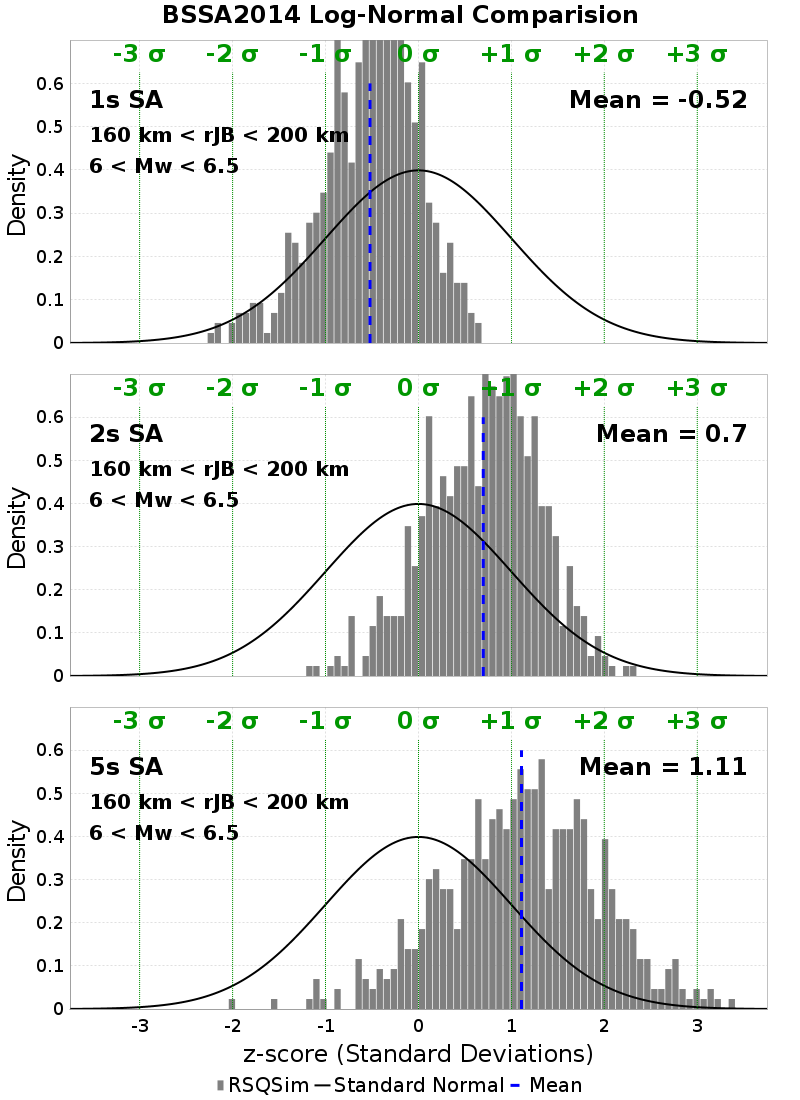 BSSA2014 Log-Normal Comparision
-3 σ -2 σ -1 σ 0 σ +1 σ +2 σ +3 σ
1s SA Mean = -0.52
160 km < rJB < 200 km
6 < Mw < 6.5
Density
0.6
0.5
0.4
0.3
0.2
0.1
0
-3 σ -2 σ -1 σ 0 σ +1 σ +2 σ +3 σ
2s SA Mean = 0.7
160 km < rJB < 200 km
6 < Mw < 6.5
Density
0.6
0.5
0.4
0.3
0.2
0.1
0
-3 σ -2 σ -1 σ 0 σ +1 σ +2 σ +3 σ
5s SA Mean = 1.11
160 km < rJB < 200 km
6 < Mw < 6.5
Density
0.6
0.5
0.4
0.3
0.2
0.1
0
-3 -2 -1 0 1 2 3
z-score (Standard Deviations)
RSQSim Standard Normal Mean